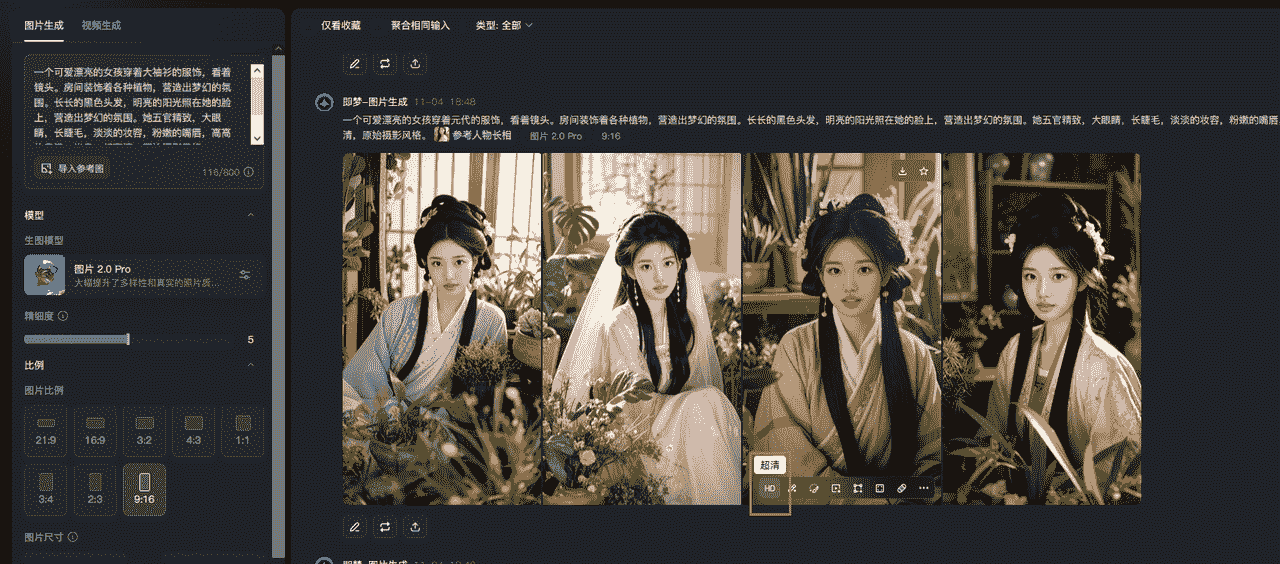 图片生成 视频生成
一个可爱漂亮的女孩穿着大袖衫的服饰，看着
镜头。房间装饰着各种植物，营造出梦幻的氛
围。长长的黑色头发，明亮的阳光照在她的脸
上，营造出梦幻的氛围。她五官精致，大眼
睛，长睫毛，淡淡的妆容，粉嫩的嘴唇，高高
导入参考图 116/800
模型
生图模型
图片 2.0 Pro
大幅提升了多样性和真实的照片质...
精细度
5
比例
图片比例
21:9 16:9 3:2 4:3 1:1
3:4 2:3 9:16
图片尺寸
仅看收藏 聚合相同输入 类型: 全部
即梦-图片生成 11-04 18:48
一个可爱漂亮的女孩穿着元代的服饰，看着镜头。房间装饰着各种植物，营造出梦幻的氛围。长长的黑色头发，明亮的阳光照在她的脸上，营造出梦幻的氛围。她五官精致，大眼睛，长睫毛，淡淡的妆容，粉嫩的嘴唇
清，原始摄影风格。 参考人物长相 图片 2.0 Pro 9:16
超清
HD
即梦-图片生成 11-04 18:48